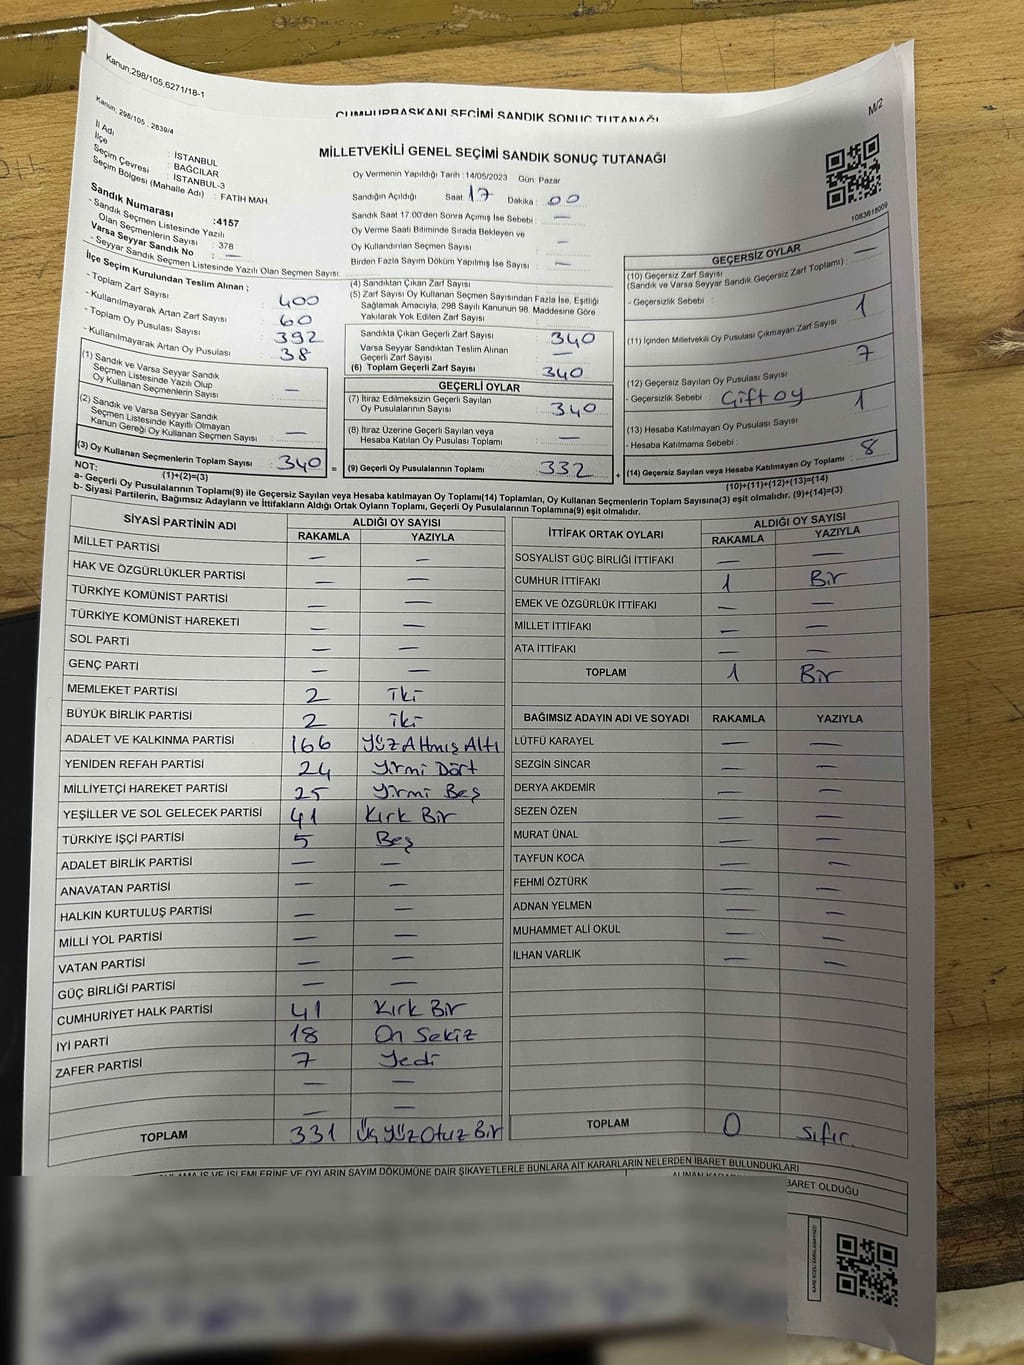 Kanun;298/105,6271/18-1
CUMHURBAŞKANI SEÇİMİ SANDIK SONUÇ TUTANAĞI
M/2
Kanun; 298/105 - 2839/4
MİLLETVEKİLİ GENEL SEÇİMİ SANDIK SONUÇ TUTANAĞI
İl Adı : İSTANBUL
İlçe : BAĞCILAR
Seçim Çevresi : İSTANBUL-3
Seçim Bölgesi (Mahalle Adı) : FATİH MAH
Sandık Numarası :4157
- Sandık Seçmen Listesinde Yazılı
Olan Seçmenlerin Sayısı : 378
Varsa Seyyar Sandık No : —
- Seyyar Sandık Seçmen Listesinde Yazılı Olan Seçmen Sayısı:
Oy Vermenin Yapıldığı Tarih :14/05/2023 Gün: Pazar
Sandığın Açıldığı Saat 17 Dakika : 00
Sandık Saat 17.00'den Sonra Açımış İse Sebebi : —
Oy Verme Saati Bitiminde Sırada Bekleyen ve
Oy Kullandırılan Seçmen Sayısı : —
Birden Fazla Sayım Döküm Yapılmış İse Sayısı : —
1083618009
İlçe Seçim Kurulundan Teslim Alınan ;
- Toplam Zarf Sayısı : 400
- Kullanılmayarak Artan Zarf Sayısı : 60
- Toplam Oy Pusulası Sayısı : 392
- Kullanılmayarak Artan Oy Pusulası : 38
(1) Sandık ve Varsa Seyyar Sandık
Seçmen Listesinde Yazılı Olup
Oy Kullanan Seçmenlerin Sayısı : —
(2) Sandık ve Varsa Seyyar Sandık
Seçmen Listesinde Kayıtlı Olmayan
Kanun Gereği Oy Kullanan Seçmen Sayısı : —
(3) Oy Kullanan Seçmenlerin Toplam Sayısı : 340 =
(1)+(2)=(3)
(4) Sandıktan Çıkan Zarf Sayısı :
(5) Zarf Sayısı Oy Kullanan Seçmen Sayısından Fazla İse, Eşitliği
Sağlamak Amacıyla, 298 Sayılı Kanunun 98. Maddesine Göre
Yakılarak Yok Edilen Zarf Sayısı :
Sandıkta Çıkan Geçerli Zarf Sayısı : 340
Varsa Seyyar Sandıktan Teslim Alınan
Geçerli Zarf Sayısı : —
(6) Toplam Geçerli Zarf Sayısı : 340
GEÇERLİ OYLAR
(7) İtiraz Edilmeksizin Geçerli Sayılan
Oy Pusulalarının Sayısı : 340
(8) İtiraz Üzerine Geçerli Sayılan veya
Hesaba Katılan Oy Pusulası Toplamı : —
(9) Geçerli Oy Pusulalarının Toplamı 332 +
GEÇERSİZ OYLAR
(10) Geçersiz Zarf Sayısı
(Sandık ve Varsa Seyyar Sandık Geçersiz Zarf Toplamı) : —
- Geçersizlik Sebebi : 1
(11) İçinden Milletvekili Oy Pusulası Çıkmayan Zarf Sayısı
7
(12) Geçersiz Sayılan Oy Pusulası Sayısı
- Geçersizlik Sebebi : Çift oy 1
(13) Hesaba Katılmayan Oy Pusulası Sayısı
- Hesaba Katılmama Sebebi :
(14) Geçersiz Sayılan veya Hesaba Katılmayan Oy Toplamı : 8
(10)+(11)+(12)+(13)=(14)
NOT:
a- Geçerli Oy Pusulalarının Toplamı(9) ile Geçersiz Sayılan veya Hesaba katılmayan Oy Toplamı(14) Toplamları, Oy Kullanan Seçmenlerin Toplam Sayısına(3) eşit olmalıdır. (9)+(14)=(3)
b- Siyasi Partilerin, Bağımsız Adayların ve İttifakların Aldığı Ortak Oyların Toplamı, Geçerli Oy Pusulalarının Toplamına(9) eşit olmalıdır.
SİYASİ PARTİNİN ADI ALDIĞI OY SAYISI
RAKAMLA YAZIYLA
MİLLET PARTİSİ — —
HAK VE ÖZGÜRLÜKLER PARTİSİ — —
TÜRKİYE KOMÜNİST PARTİSİ — —
TÜRKİYE KOMÜNİST HAREKETİ — —
SOL PARTİ — —
GENÇ PARTİ — —
MEMLEKET PARTİSİ 2 İki
BÜYÜK BİRLİK PARTİSİ 2 İki
ADALET VE KALKINMA PARTİSİ 166 YüzAltmış Altı
YENİDEN REFAH PARTİSİ 24 Yirmi Dört
MİLLİYETÇİ HAREKET PARTİSİ 25 Yirmi Beş
YEŞİLLER VE SOL GELECEK PARTİSİ 41 Kırk Bir
TÜRKİYE İŞÇİ PARTİSİ 5 Beş
ADALET BİRLİK PARTİSİ — —
ANAVATAN PARTİSİ — —
HALKIN KURTULUŞ PARTİSİ — —
MİLLİ YOL PARTİSİ — —
VATAN PARTİSİ — —
GÜÇ BİRLİĞİ PARTİSİ — —
CUMHURİYET HALK PARTİSİ 41 Kırk Bir
İYİ PARTİ 18 On Sekiz
ZAFER PARTİSİ 7 Yedi
— —
— —
TOPLAM 331 Üç YüzOtuz Bir
İTTİFAK ORTAK OYLARI ALDIĞI OY SAYISI
RAKAMLA YAZIYLA
SOSYALİST GÜÇ BİRLİĞİ İTTİFAKI — —
CUMHUR İTTİFAKI 1 Bir
EMEK VE ÖZGÜRLÜK İTTİFAKI — —
MİLLET İTTİFAKI — —
ATA İTTİFAKI — —
TOPLAM 1 Bir
BAĞIMSIZ ADAYIN ADI VE SOYADI RAKAMLA YAZIYLA
LÜTFÜ KARAYEL — —
SEZGİN SİNCAR — —
DERYA AKDEMİR — —
SEZEN ÖZEN — —
MURAT ÜNAL — —
TAYFUN KOCA — —
FEHMİ ÖZTÜRK — —
ADNAN YELMEN — —
MUHAMMET ALİ OKUL — —
İLHAN VARLIK — —
TOPLAM 0 Sıfır
İŞ VE İŞLEMLERİNE VE OYLARIN SAYIM DÖKÜMÜNE DAİR ŞİKAYETLERLE BUNLARA AİT KARARLARIN NELERDEN İBARET BULUNDUKLARI
BARET OLDUĞU